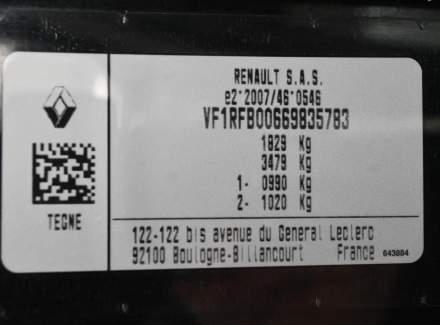 RENAULT S.A.S.
e2*2007/46*0546
VF1RFB00669835783
1829 Kg
3479 Kg
1- 0990 Kg
2- 1020 Kg
TEGNE
122-122 bis avenue du General Leclerc
92100 Boulogne-Billancourt France 643884